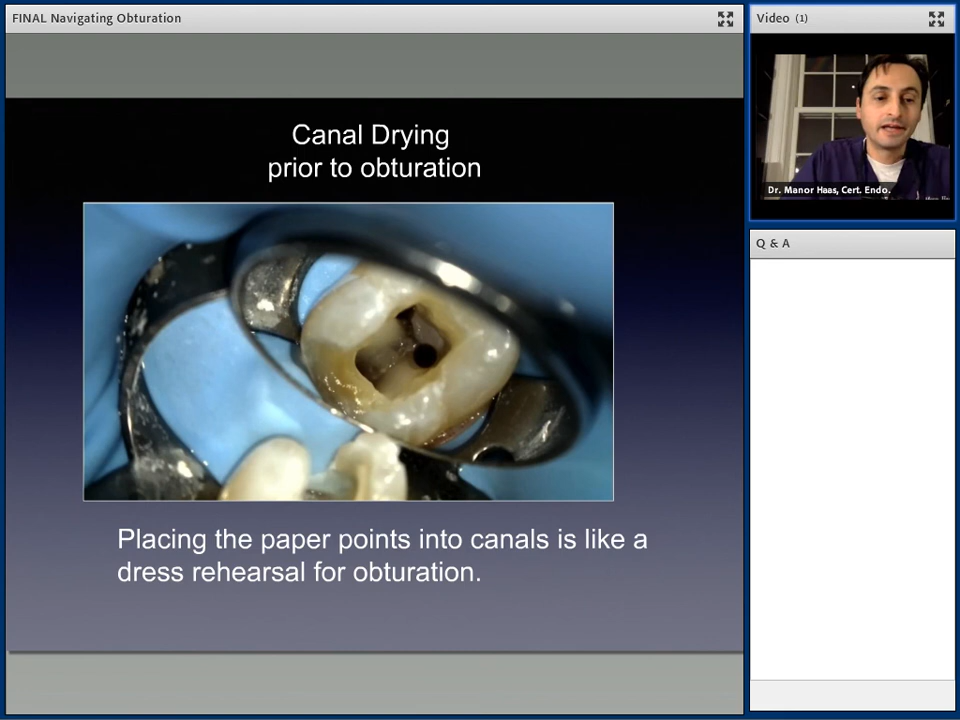 FINAL Navigating Obturation
Canal Drying
prior to obturation
Placing the paper points into canals is like a
dress rehearsal for obturation.
Video (1)
Dr. Manor Haas, Cert. Endo.
Q & A